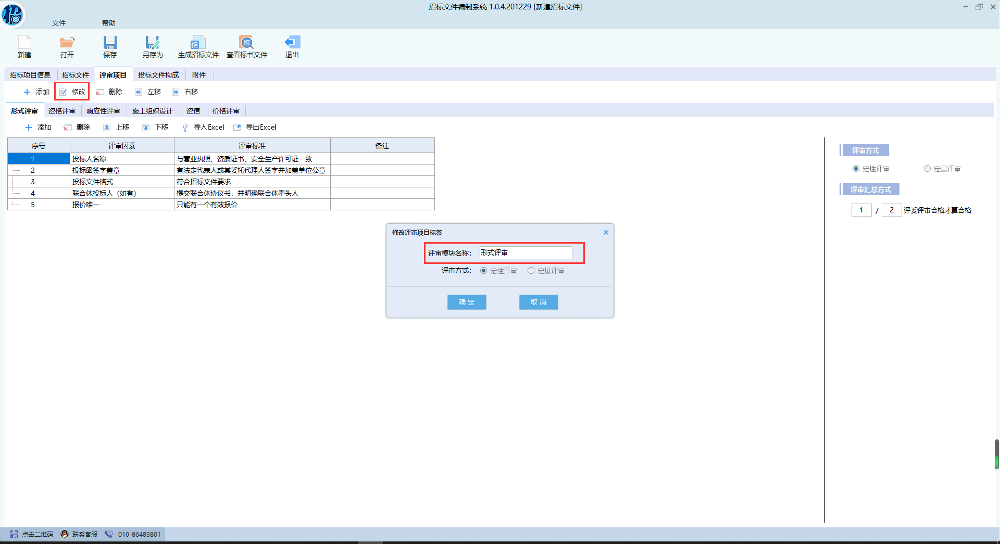 招标文件编制系统 1.0.4.201229 [新建招标文件]
文件 帮助
新建 打开 保存 另存为 生成招标文件 查看标书文件 退出
招标项目信息 招标文件 评审项目 投标文件构成 附件
添加 修改 删除 左移 右移
形式评审 资格评审 响应性评审 施工组织设计 资信 价格评审
添加 删除 上移 下移 导入Excel 导出Excel
序号 评审因素 评审标准 备注
1 投标人名称 与营业执照、资质证书、安全生产许可证一致
2 投标函签字盖章 有法定代表人或其委托代理人签字并加盖单位公章
3 投标文件格式 符合招标文件要求
4 联合体投标人（如有） 提交联合体协议书，并明确联合体牵头人
5 报价唯一 只能有一个有效报价
评审方式
定性评审 定量评审
评审汇总方式
1 / 2 评委评审合格才算合格
修改评审项目标签
评审模块名称： 形式评审
评审方式： 定性评审 定量评审
确 定 取 消
点击二维码 联系客服 010-86483801